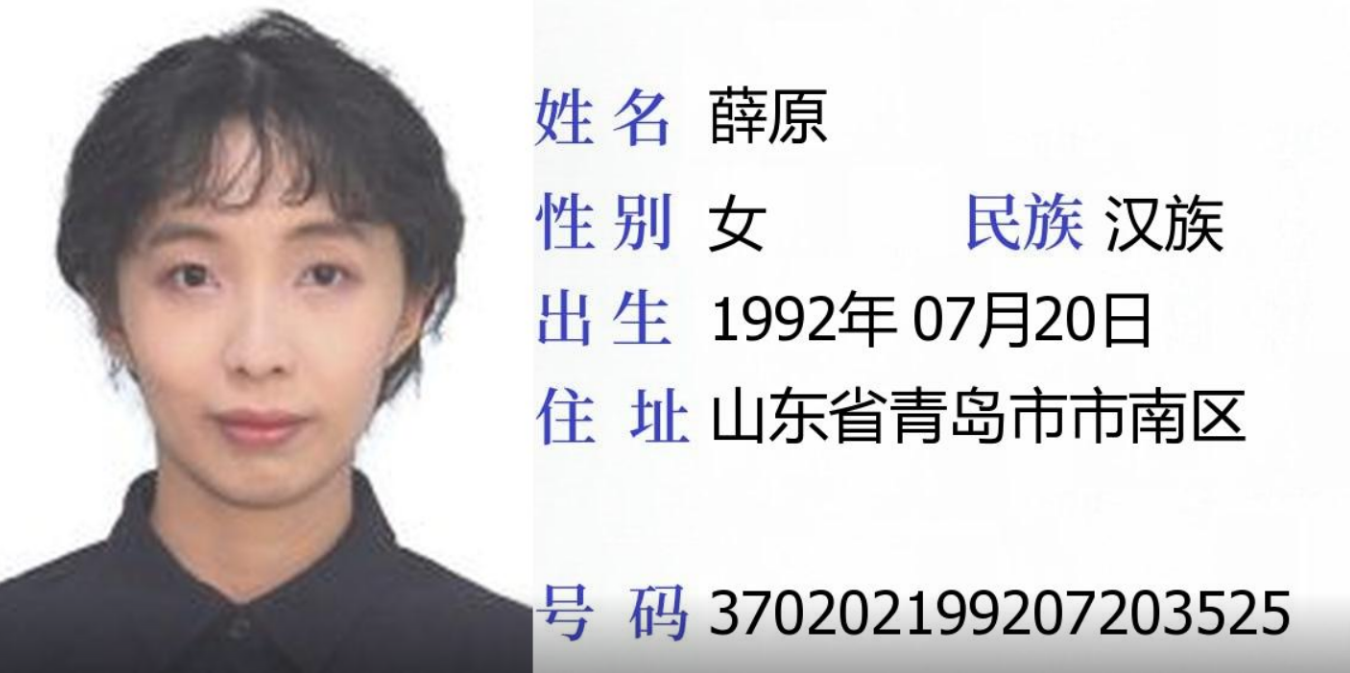 姓名 薛原
性别 女 民族 汉族
出生 1992年 07月20日
住址 山东省青岛市市南区
号码 370202199207203525